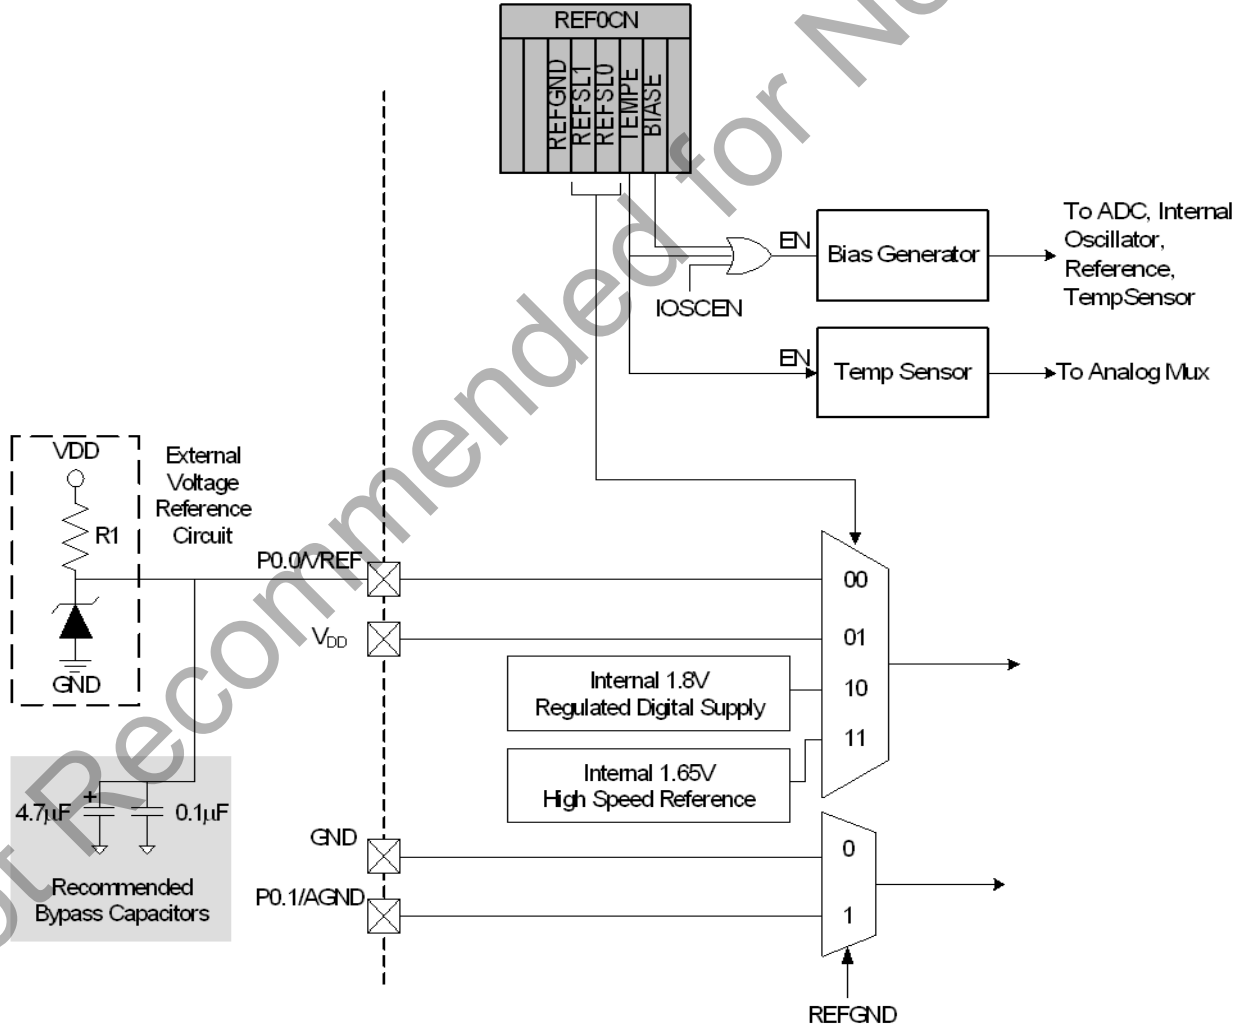 REF0CN
REFGND
REFSL1
REFSL0
TEMPE
BIASE
EN
Bias Generator
To ADC, Internal
Oscillator,
Reference,
TempSensor
IOSCEN
EN
Temp Sensor
To Analog Mux
VDD
R1
GND
External
Voltage
Reference
Circuit
P0.0/VREF
00
V_DD
01
Internal 1.8V
Regulated Digital Supply
10
11
Internal 1.65V
High Speed Reference
4.7µF
+
0.1µF
Recommended
Bypass Capacitors
GND
0
P0.1/AGND
1
REFGND
Recommended for